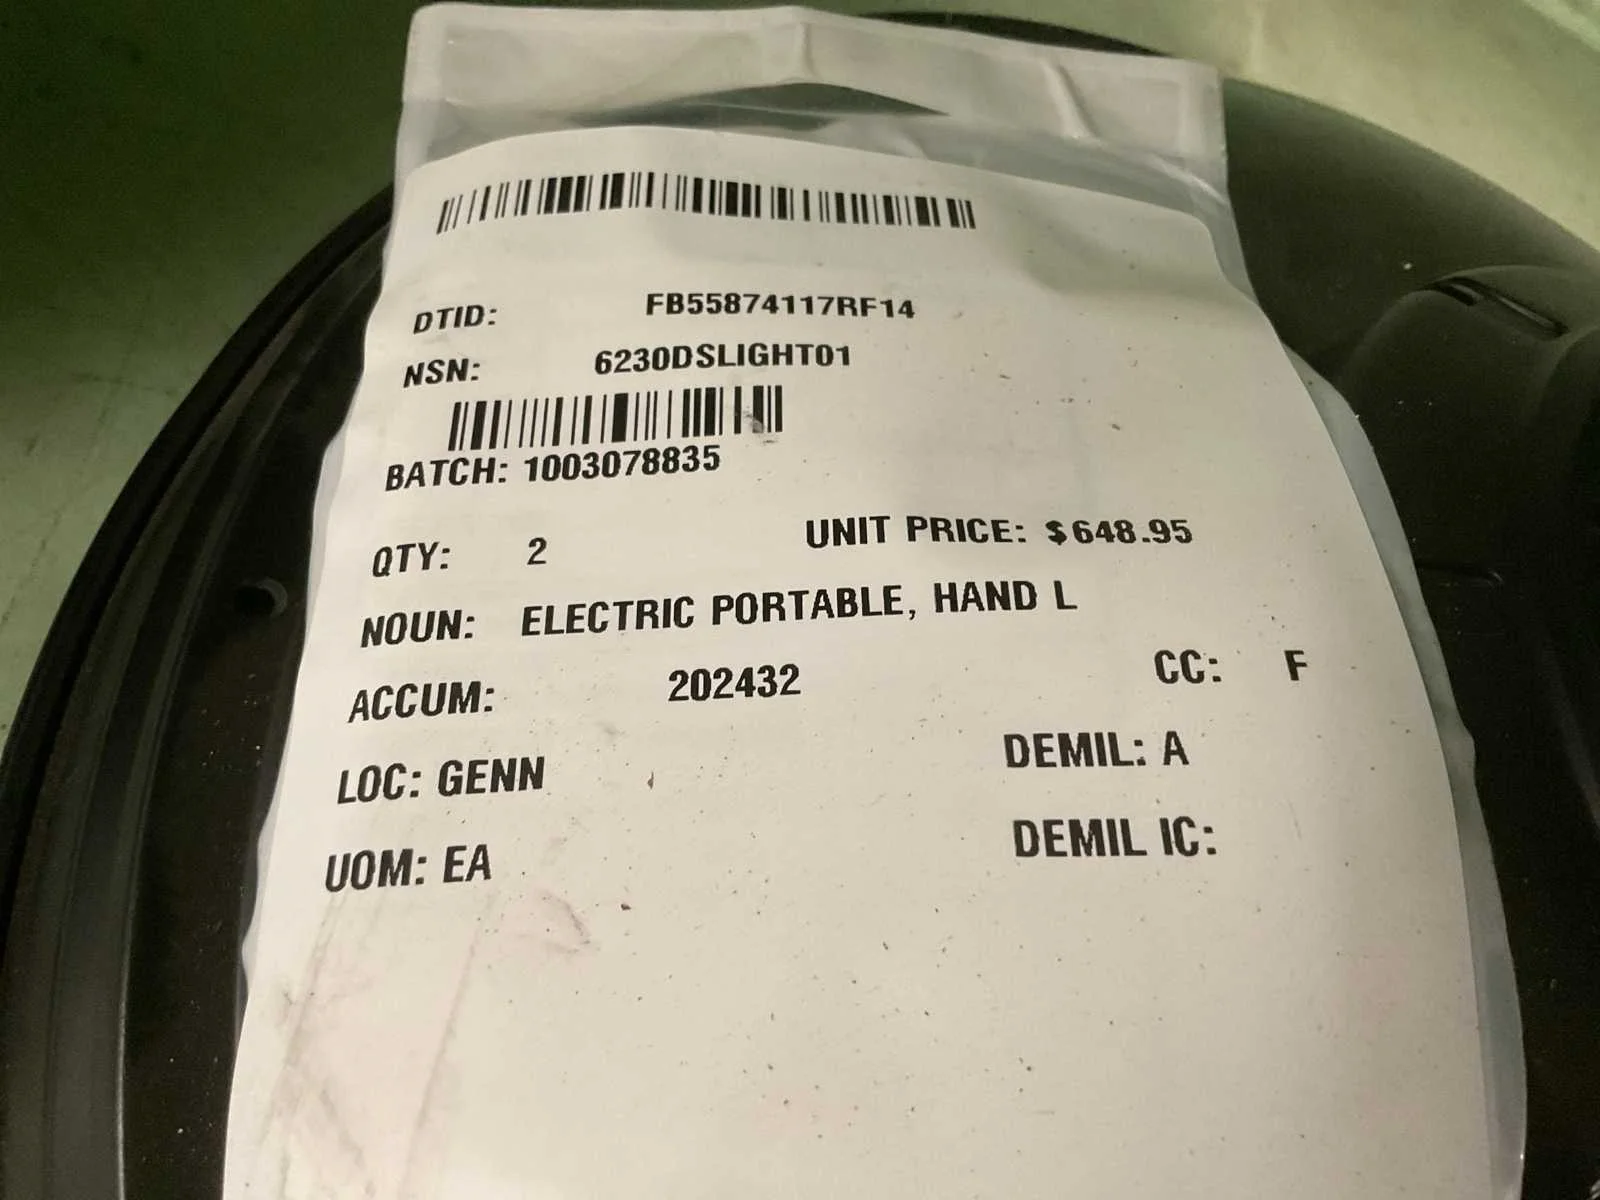 DTID: FB55874117RF14
NSN: 6230DSLIGHT01
BATCH: 1003078835
QTY: 2 UNIT PRICE: $648.95
NOUN: ELECTRIC PORTABLE, HAND L
ACCUM: 202432 CC: F
LOC: GENN DEMIL: A
UOM: EA DEMIL IC: